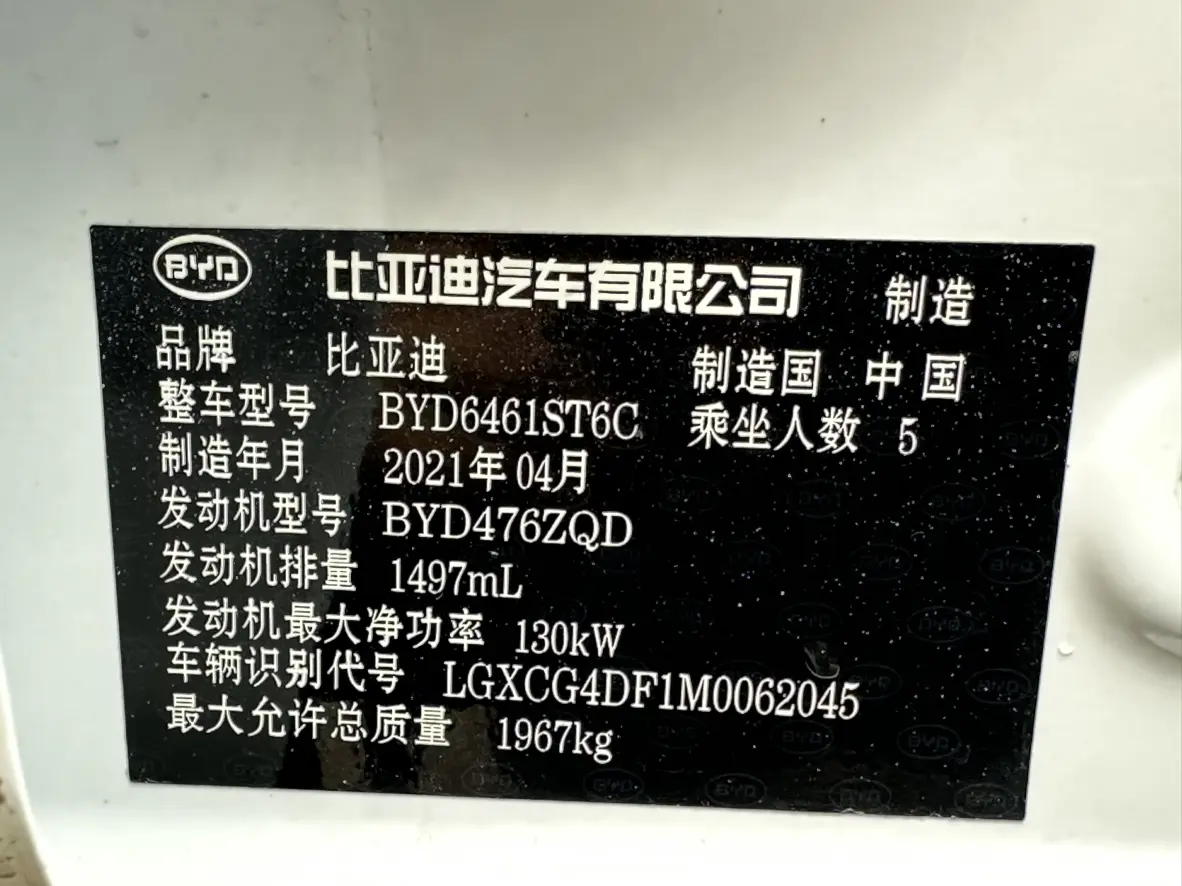 BYD 比亚迪汽车有限公司 制造
品牌 比亚迪 制造国 中国
整车型号 BYD6461ST6C 乘坐人数 5
制造年月 2021年04月
发动机型号 BYD476ZQD
发动机排量 1497mL
发动机最大净功率 130kW
车辆识别代号 LGXCG4DF1M0062045
最大允许总质量 1967kg